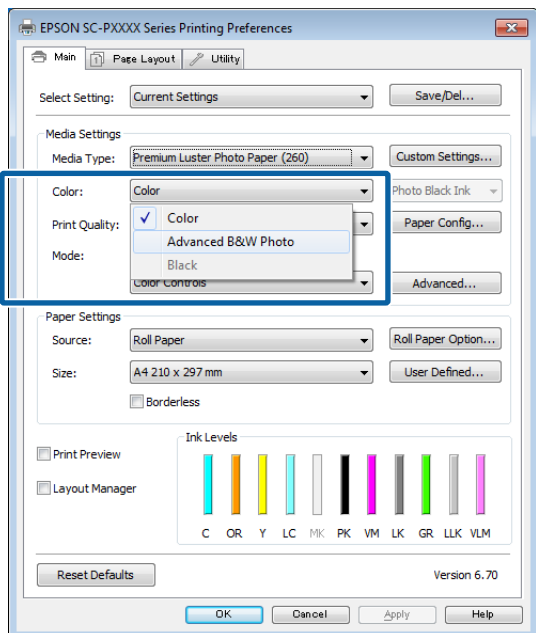 EPSON SC-PXXXX Series Printing Preferences
Main Page Layout Utility
Select Setting: Current Settings Save/Del...
Media Settings
Media Type: Premium Luster Photo Paper (260) Custom Settings...
Color: Color Photo Black Ink
Print Quality: Color Paper Config...
Advanced B&W Photo
Mode:
Black
Color Controls Advanced...
Paper Settings
Source: Roll Paper Roll Paper Option...
Size: A4 210 x 297 mm User Defined...
Borderless
Ink Levels
Print Preview
Layout Manager
C OR Y LC MK PK VM LK GR LLK VLM
Reset Defaults Version 6.70
OK Cancel Apply Help